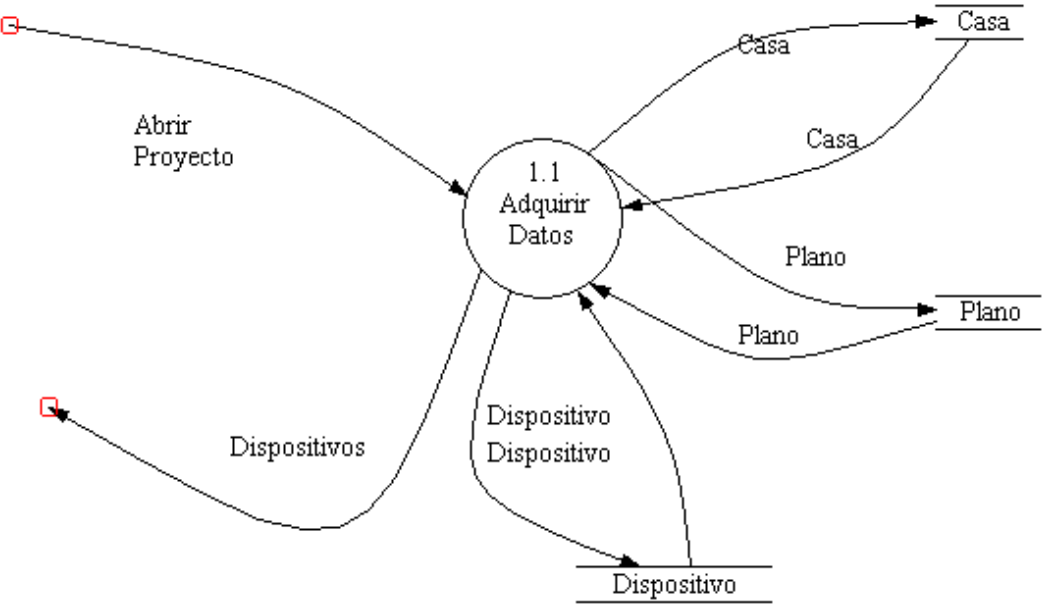 Casa
Casa
Abrir
Proyecto
Casa
1.1
Adquirir
Datos
Plano
Plano
Plano
Dispositivo
Dispositivos
Dispositivo
Dispositivo